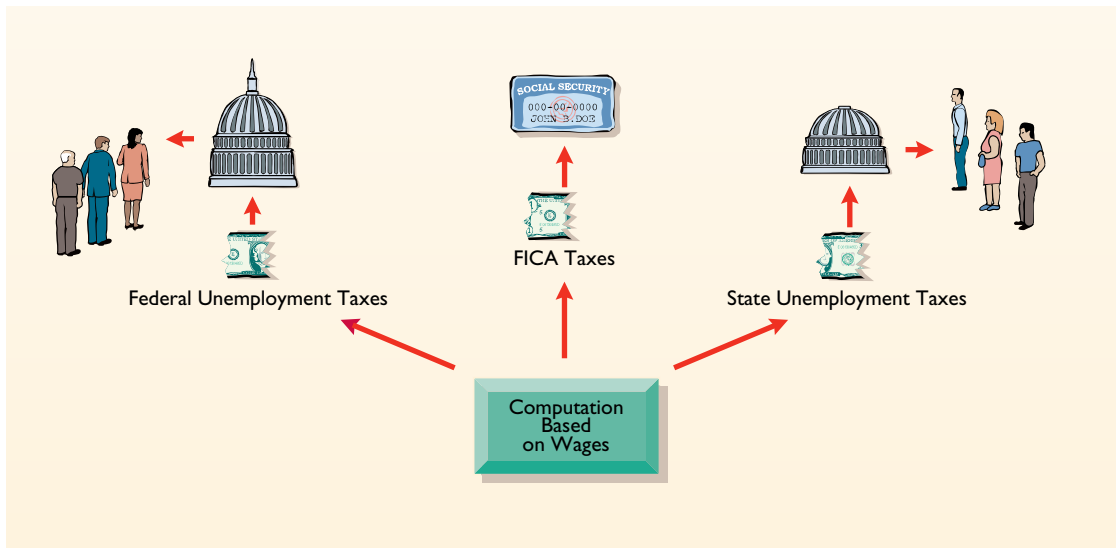 SOCIAL SECURITY
000-00-0000
JOHN B. DOE
FICA Taxes
Federal Unemployment Taxes
State Unemployment Taxes
Computation
Based
on Wages